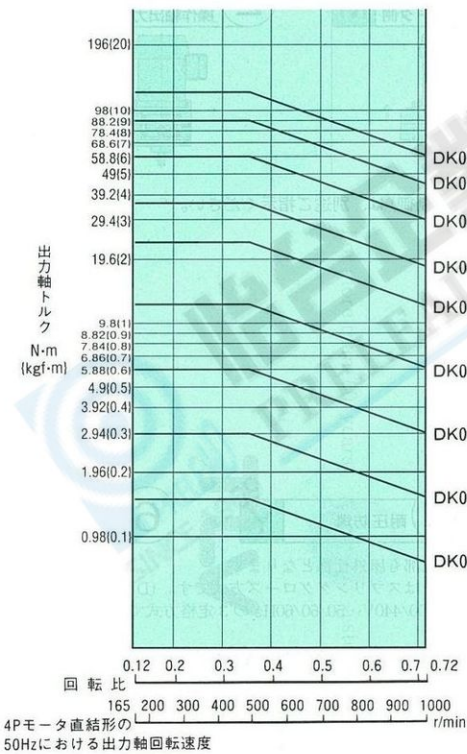 196(20)
98(10)
88.2(9)
78.4(8)
68.6(7)
58.8(6)
49(5)
39.2(4)
29.4(3)
19.6(2)
9.8(1)
8.82(0.9)
7.84(0.8)
6.86(0.7)
5.88(0.6)
4.9(0.5)
3.92(0.4)
2.94(0.3)
1.96(0.2)
0.98(0.1)
出力軸トルク
N·m
{kgf·m}
DK0
DK0
DK0
DK0
DK0
DK0
DK0
DK0
DK0
耐圧防爆
0.12 0.2 0.3 0.4 0.5 0.6 0.7 0.72
回転比
165 200 300 400 500 600 700 800 900 1000
r/min
4Pモータ直結形の
50Hzにおける出力軸回転速度